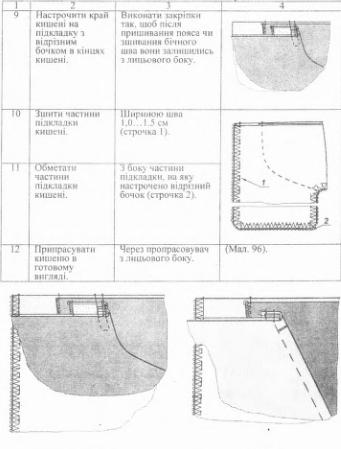 1 2 3 4
9 Настрочити край кишені на підкладку з відрізним бочком в кінцях кишені.
Виконати закріпки так, щоб після пришивання пояса чи зшивання бічного шва вони залишились з лицьового боку.
10 Зшити частини підкладки кишені.
Шириною шва 1,0...1.5 см (строчка 1).
1
11 Обметати частини підкладки кишені.
З боку частини підкладки, на яку настрочено відрізний бочок (строчка 2).
2
12 Припрасувати кишеню в готовому вигляді.
Через пропрасовувач з лицьового боку.
(Мал. 96).